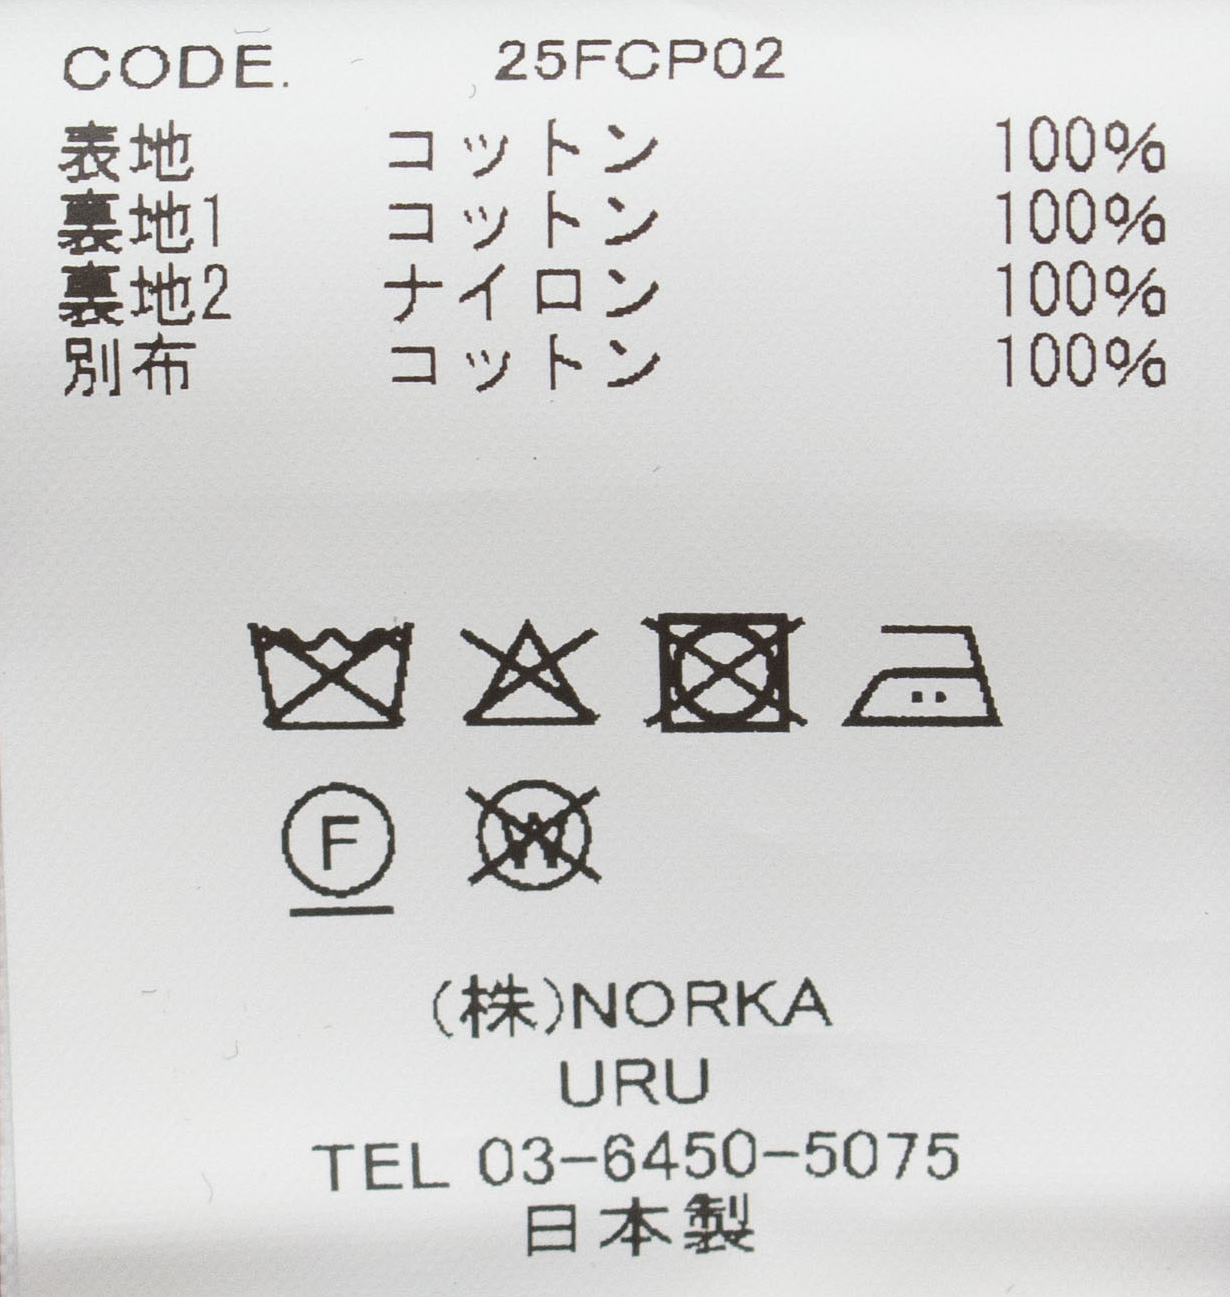 CODE. 25FCP02
表地 コットン 100%
裏地1 コットン 100%
裏地2 ナイロン 100%
別布 コットン 100%
F W
(株)NORKA
URU
TEL 03-6450-5075
日本製